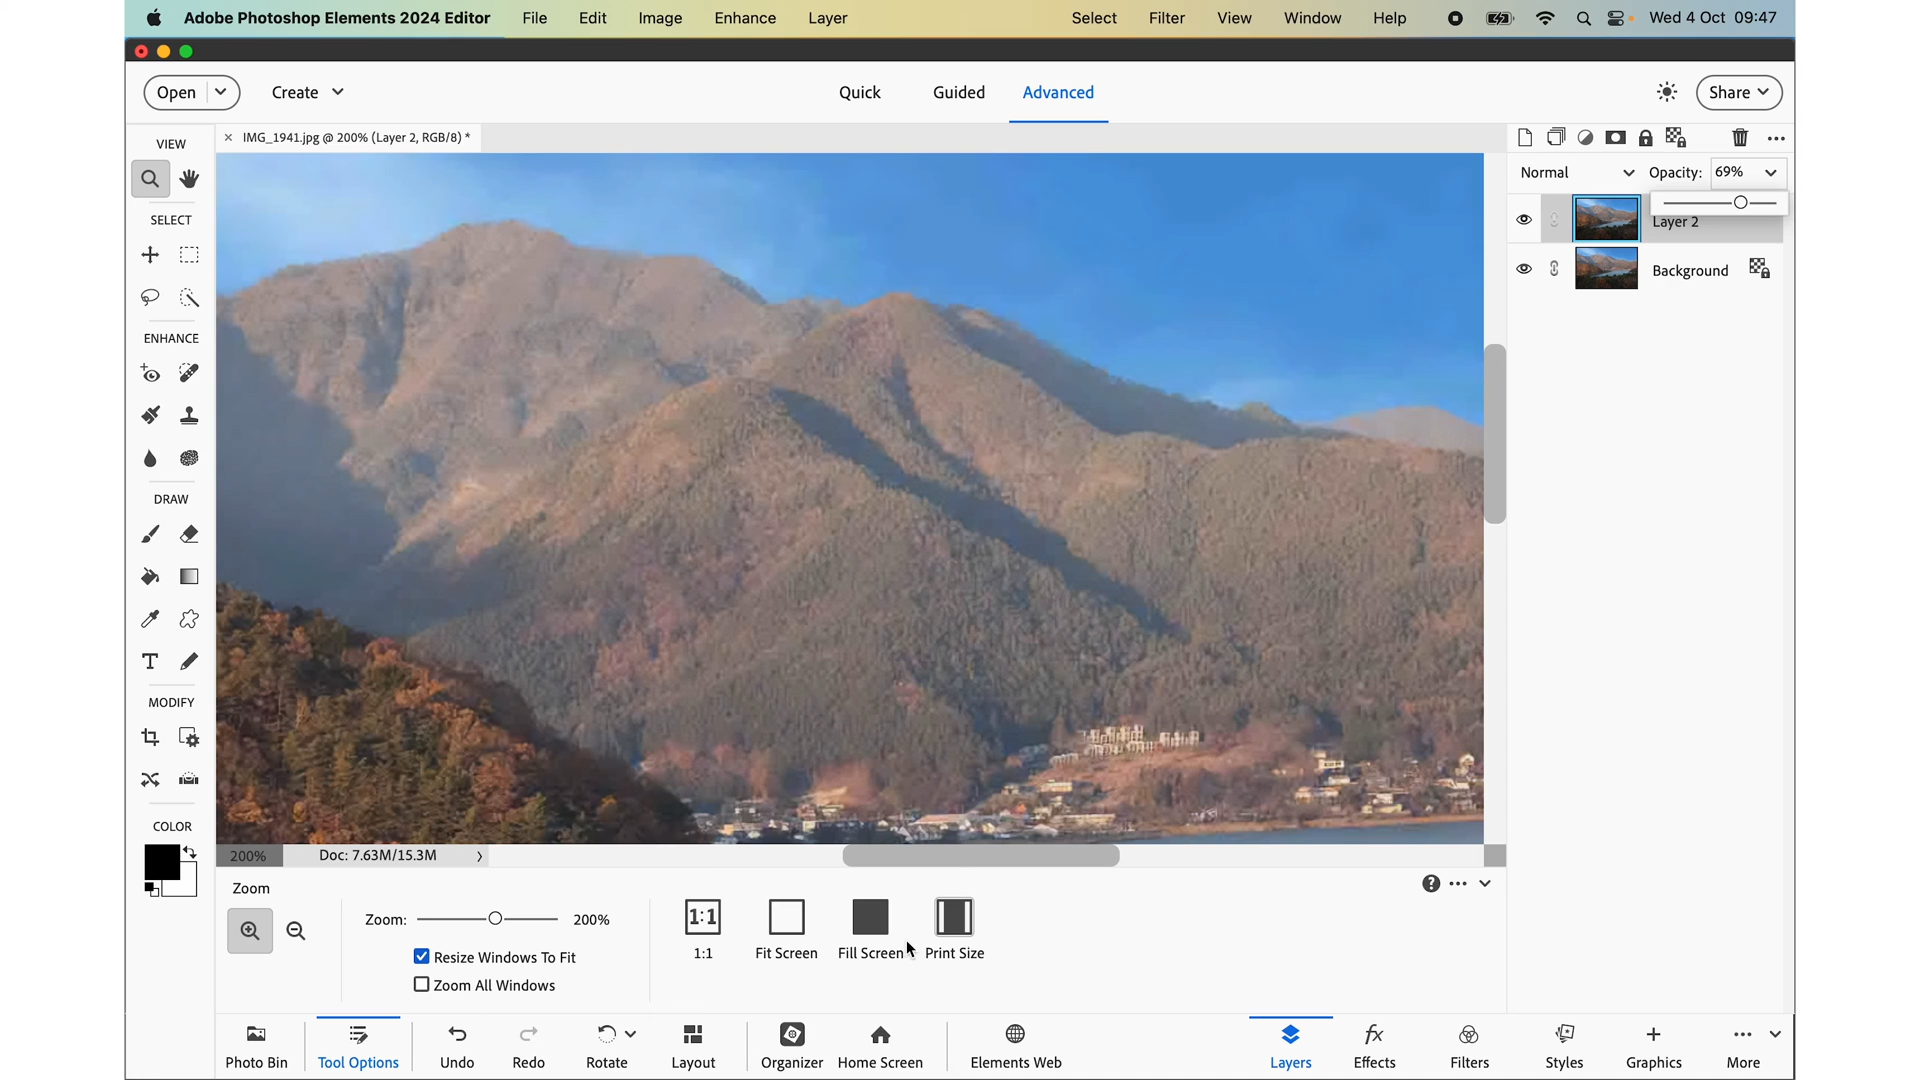 Adobe Photoshop Elements 2024 Editor File Edit Image Enhance Layer Select Filter View Window Help Wed 4 Oct 09:47
Open Create Quick Guided Advanced Share
VIEW
× IMG_1941.jpg @ 200% (Layer 2, RGB/8) *
Normal Opacity: 69%
SELECT
Layer 2
Background
ENHANCE
DRAW
MODIFY
COLOR
200% Doc: 7.63M/15.3M
Zoom
Zoom: 200%
1:1
Resize Windows To Fit
1:1 Fit Screen Fill Screen Print Size
Zoom All Windows
Photo Bin Tool Options Undo Redo Rotate Layout Organizer Home Screen Elements Web Layers Effects Filters Styles Graphics More